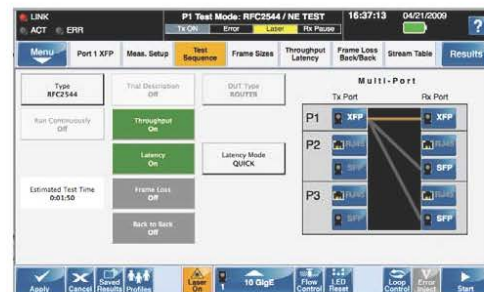 LINK
ACT
ERR
P1 Test Mode: RFC2544 / NE TEST
16:37:13
04/21/2009
Tx ON
Error
Laser
Rx Pause
?
Menu
Port 1 XFP
Meas. Setup
Test Sequence
Frame Sizes
Throughput Latency
Frame Loss Back/Back
Stream Table
Results
Type
RFC2544
Trial Description
Off
DUT Type
ROUTER
Run Continuously
Off
Throughput
On
Latency
On
Latency Mode
QUICK
Estimated Test Time
0:01:50
Frame Loss
Off
Back to Back
Off
Multi-Port
Tx Port
Rx Port
P1
XFP
XFP
P2
RJ45
RJ45
SFP
SFP
P3
RJ45
RJ45
SFP
SFP
Apply
Cancel
Saved Results
Profiles
Laser On
10 GigE
Flow Control
LED Reset
Loop Control
Error Inject
Start